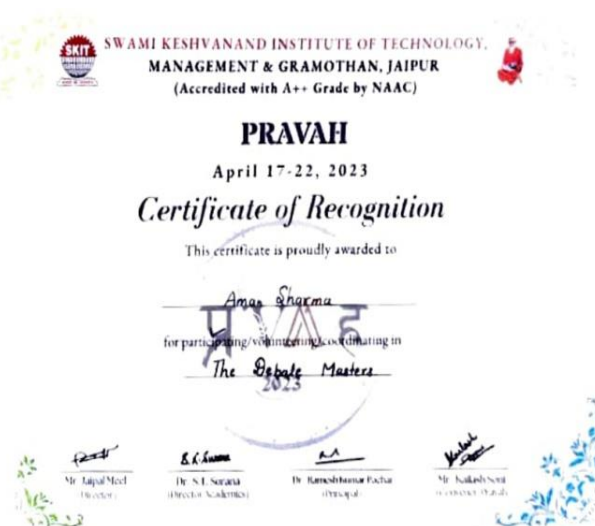 SKIT
SWAMI KESHVANAND INSTITUTE OF TECHNOLOGY,
MANAGEMENT & GRAMOTHAN, JAIPUR
(Accredited with A++ Grade by NAAC)
PRAVAH
April 17-22, 2023
Certificate of Recognition
This certificate is proudly awarded to
Aman Sharma
for participating/volunteering/coordinating in
The Debate Masters
2023
Mr. Jaipal Meel
Dr. S.L. Surana
Dr. Ramesh Kumar Pachar
Mr. Kailash Soni
(Director)
(Director Academics)
(Principal)